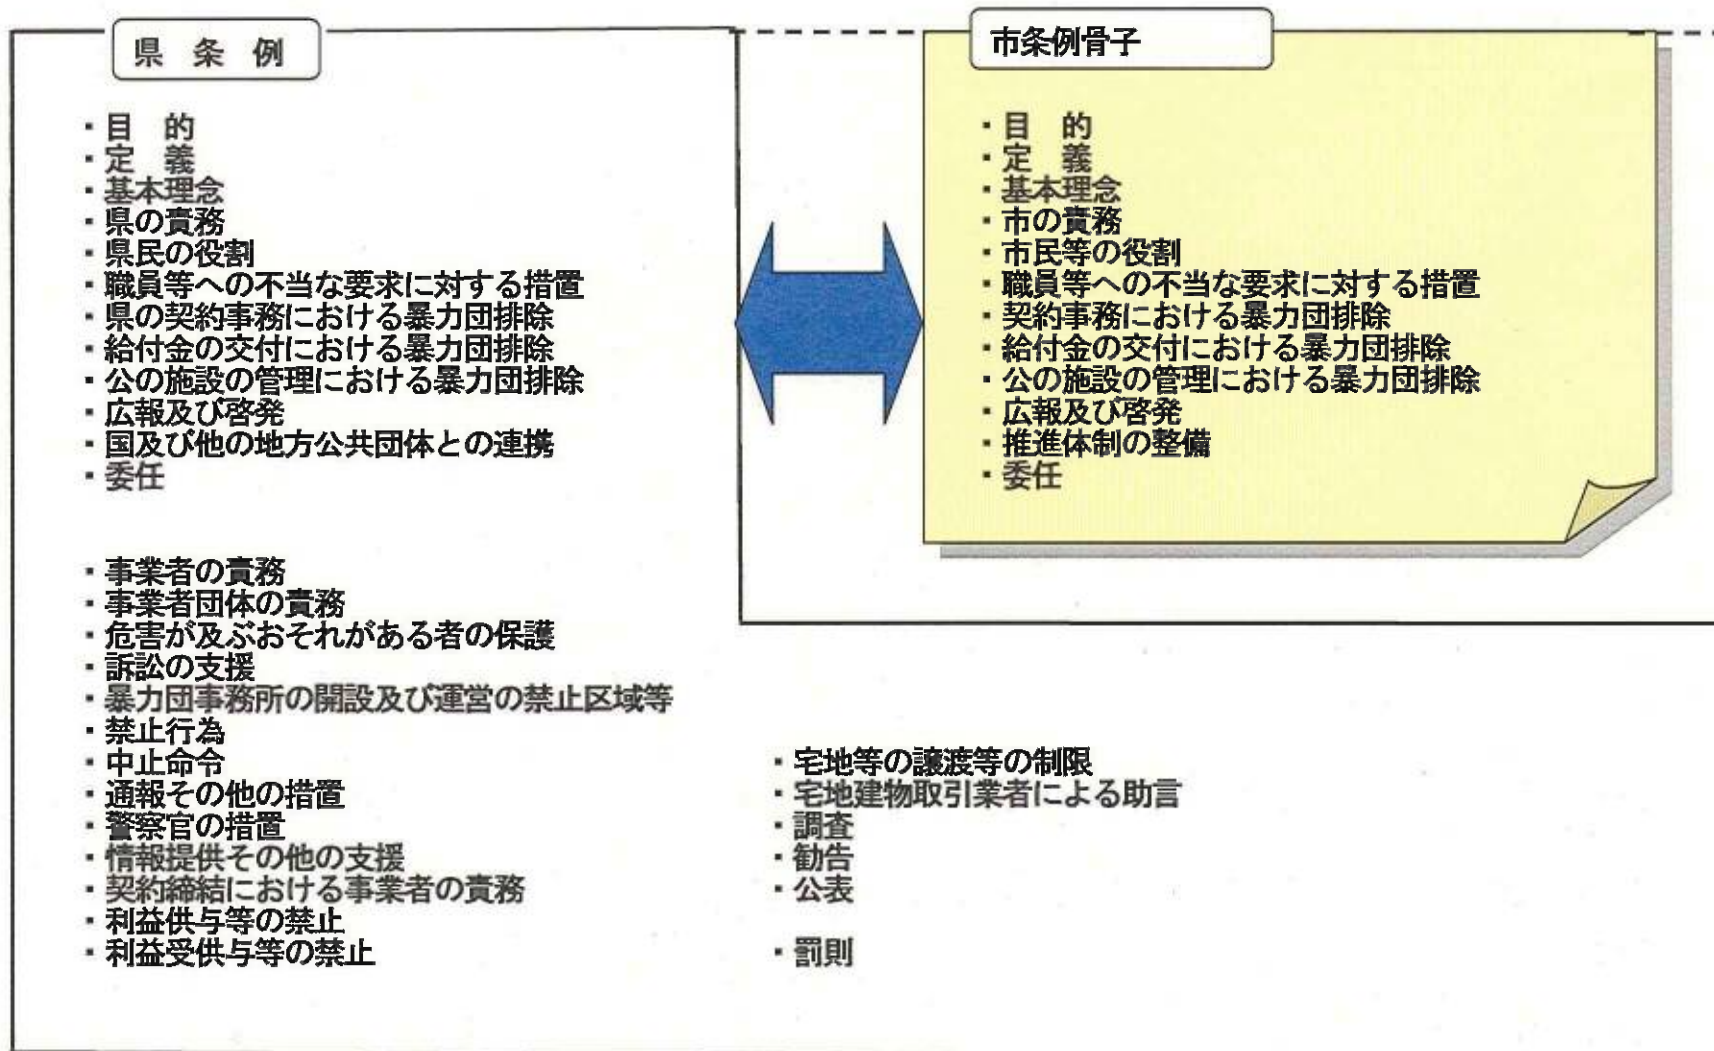 県 条 例
・目 的
・定 義
・基本理念
・県の責務
・県民の役割
・職員等への不当な要求に対する措置
・県の契約事務における暴力団排除
・給付金の交付における暴力団排除
・公の施設の管理における暴力団排除
・広報及び啓発
・国及び他の地方公共団体との連携
・委任
・事業者の責務
・事業者団体の責務
・危害が及ぶおそれがある者の保護
・訴訟の支援
・暴力団事務所の開設及び運営の禁止区域等
・禁止行為
・中止命令
・通報その他の措置
・警察官の措置
・情報提供その他の支援
・契約締結における事業者の責務
・利益供与等の禁止
・利益受供与等の禁止
・宅地等の譲渡等の制限
・宅地建物取引業者による助言
・調査
・勧告
・公表
・罰則
市条例骨子
・目 的
・定 義
・基本理念
・市の責務
・市民等の役割
・職員等への不当な要求に対する措置
・契約事務における暴力団排除
・給付金の交付における暴力団排除
・公の施設の管理における暴力団排除
・広報及び啓発
・推進体制の整備
・委任